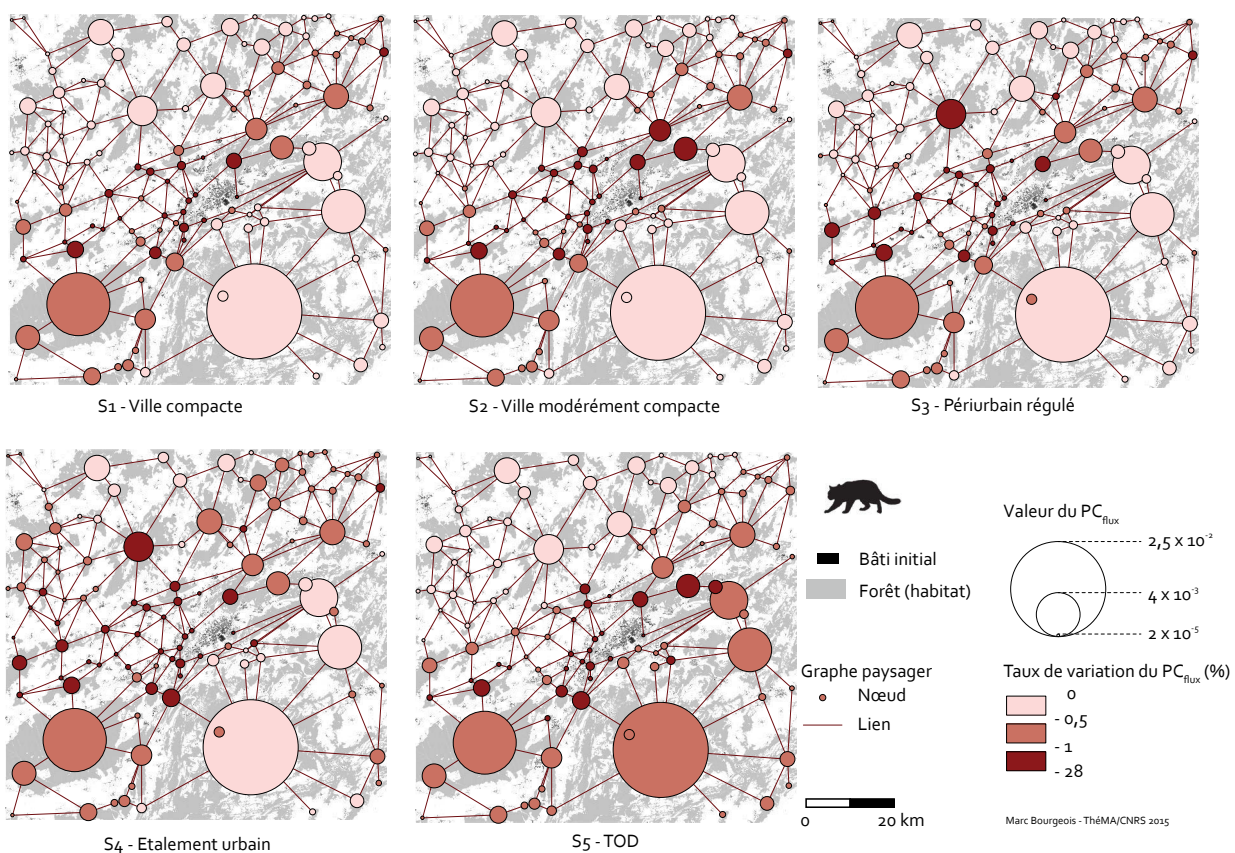 S1 - Ville compacte
S2 - Ville modérément compacte
S3 - Périurbain régulé
S4 - Etalement urbain
S5 - TOD
Bâti initial
Forêt (habitat)
Graphe paysager
Nœud
Lien
0 20 km
Valeur du PCflux
2,5 x 10⁻²
4 x 10⁻³
2 x 10⁻⁵
Taux de variation du PCflux (%)
0
- 0,5
- 1
- 28
Marc Bourgeois - ThéMA/CNRS 2015